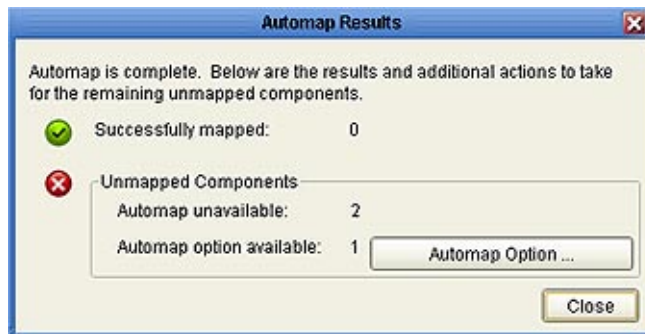 Automap Results
Automap is complete.  Below are the results and additional actions to take
for the remaining unmapped components.
Successfully mapped: 0
Unmapped Components
Automap unavailable: 2
Automap option available: 1 Automap Option ...
Close